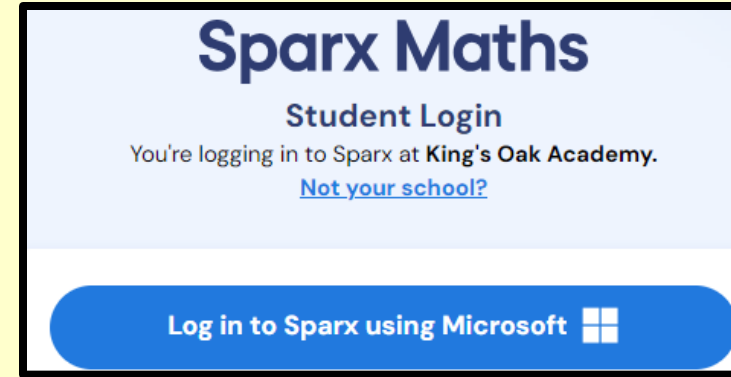 Sparx Maths
Student Login
You're logging in to Sparx at King's Oak Academy.
Not your school?
Log in to Sparx using Microsoft